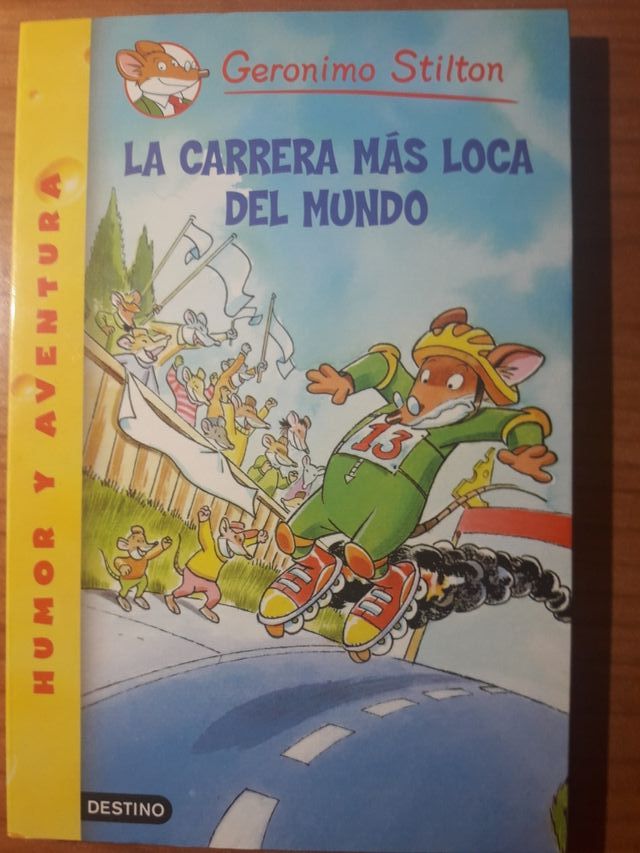 Geronimo Stilton
LA CARRERA MÁS LOCA
DEL MUNDO
HUMOR Y AVENTURA
13
DESTINO